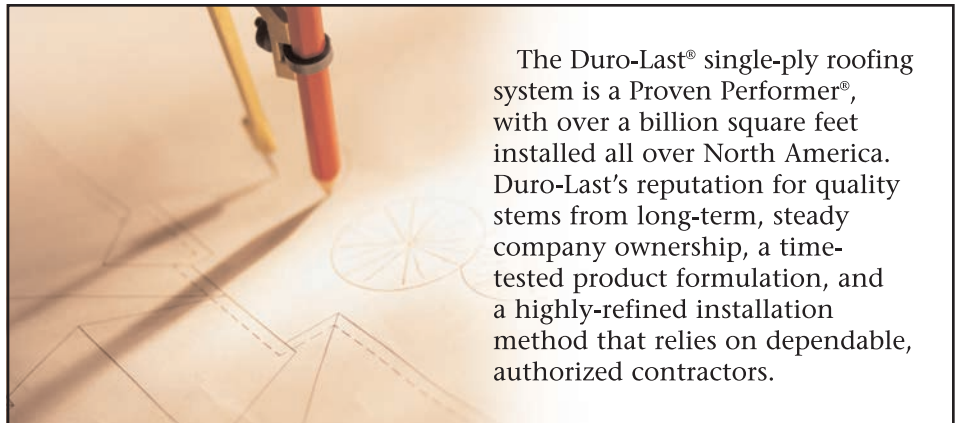 The Duro-Last® single-ply roofing
system is a Proven Performer®,
with over a billion square feet
installed all over North America.
Duro-Last's reputation for quality
stems from long-term, steady
company ownership, a time-
tested product formulation, and
a highly-refined installation
method that relies on dependable,
authorized contractors.